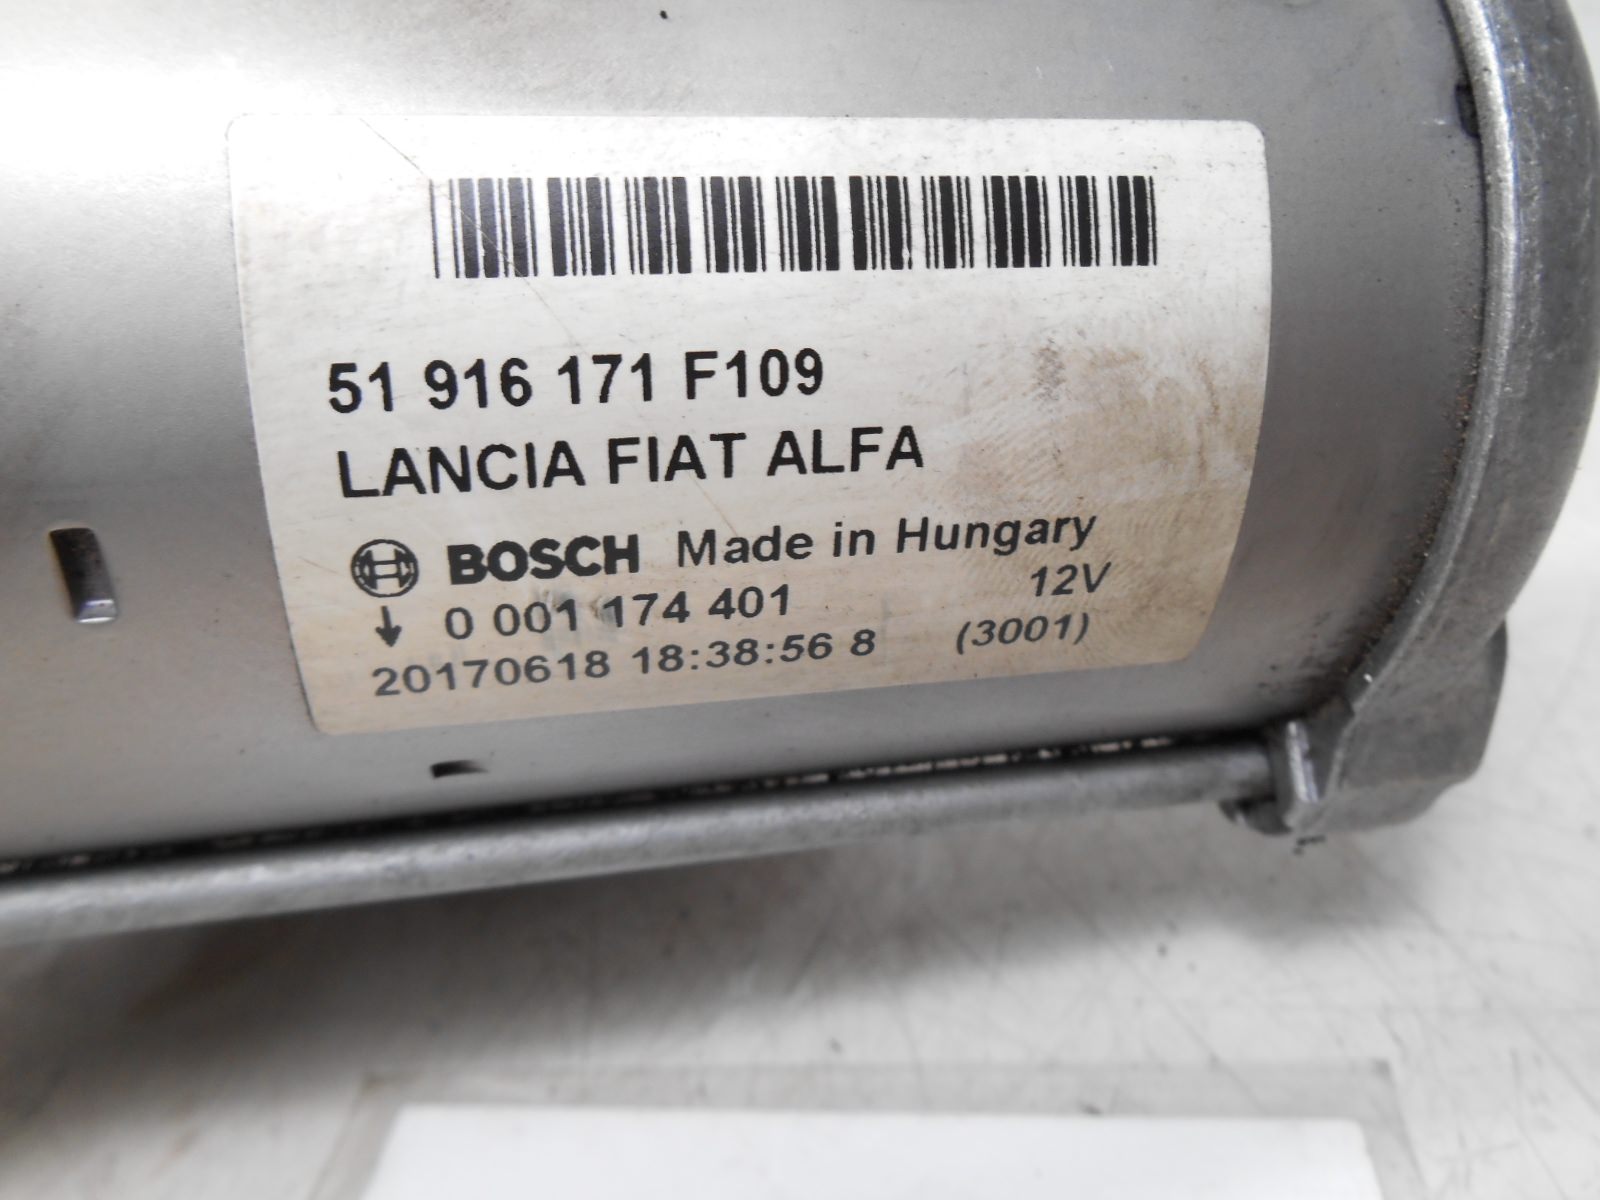 51 916 171 F109
LANCIA FIAT ALFA
BOSCH Made in Hungary
↓ 0 001 174 401 12V
20170618 18:38:56 8 (3001)